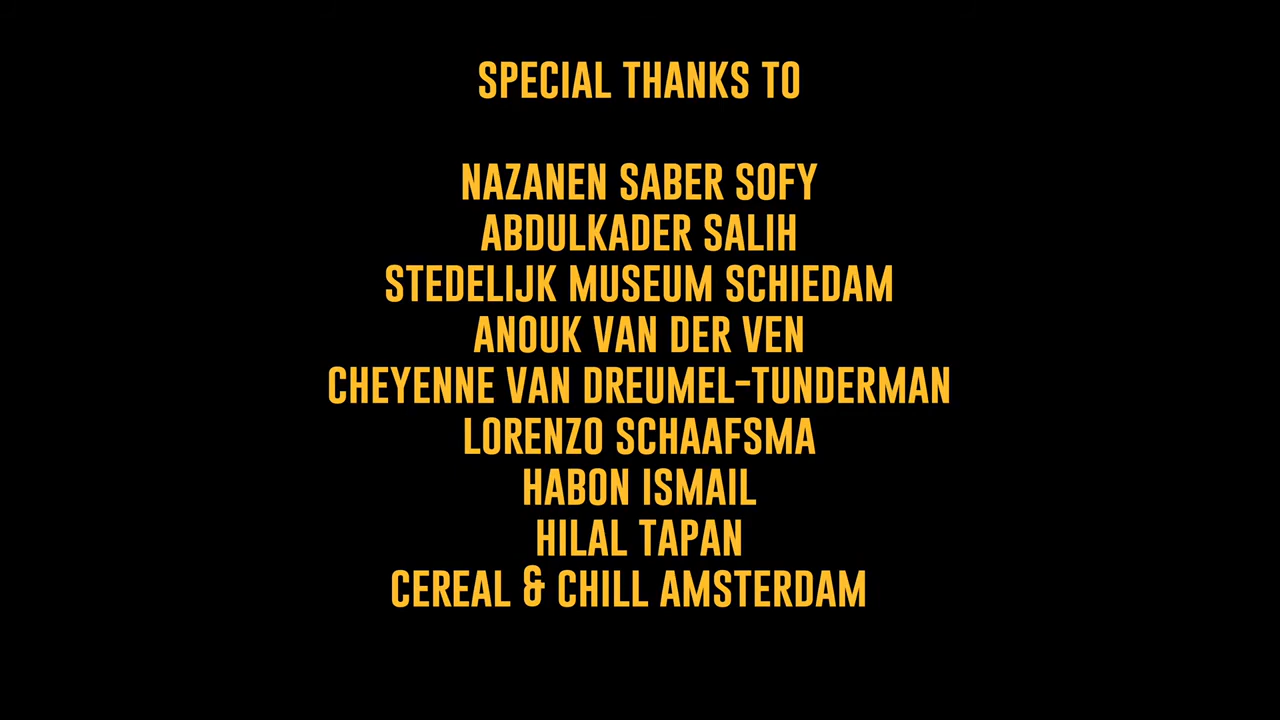 SPECIAL THANKS TO
NAZANEN SABER SOFY
ABDULKADER SALIH
STEDELIJK MUSEUM SCHIEDAM
ANOUK VAN DER VEN
CHEYENNE VAN DREUMEL-TUNDERMAN
LORENZO SCHAAFSMA
HABON ISMAIL
HILAL TAPAN
CEREAL & CHILL AMSTERDAM